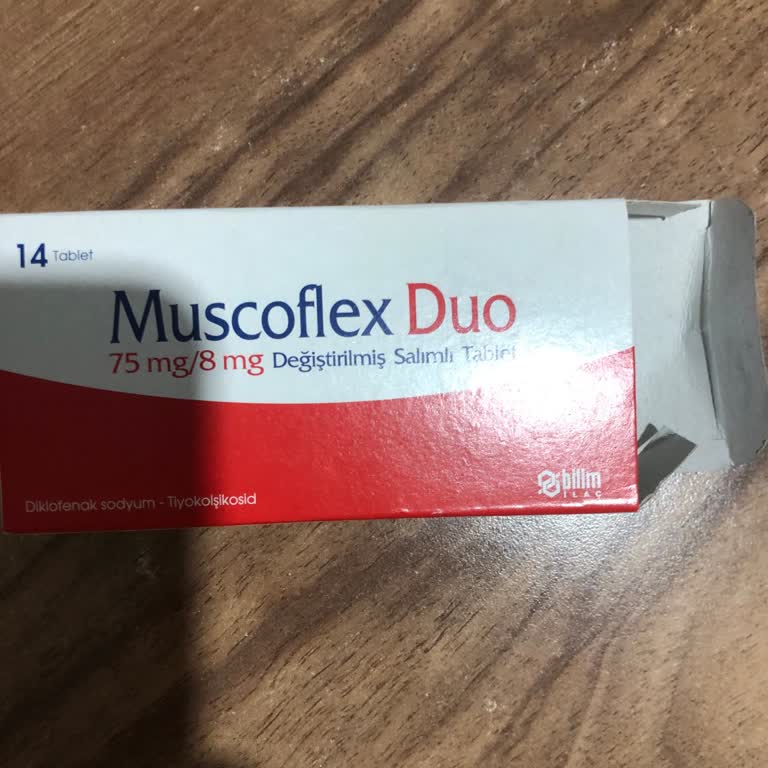 14 Tablet
Muscoflex Duo
75 mg/8 mg Değiştirilmiş Salımlı Tablet
Diklofenak sodyum - Tiyokolşikosid
bilim
İLAÇ